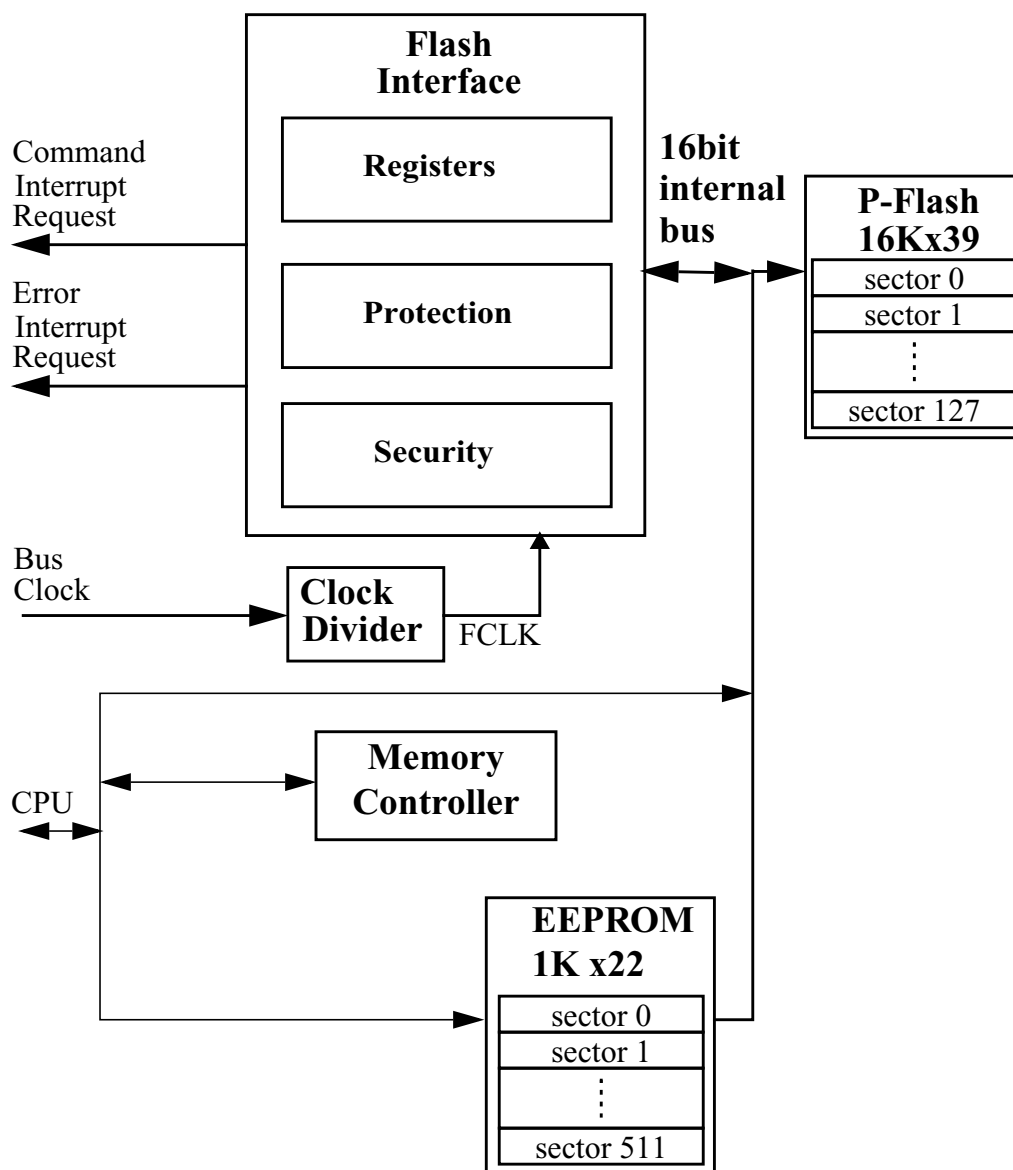 Flash
Interface
Registers
Protection
Security
Command
Interrupt
Request
Error
Interrupt
Request
16bit
internal
bus
P-Flash
16Kx39
sector 0
sector 1
sector 127
Bus
Clock
Clock
Divider
FCLK
Memory
Controller
CPU
EEPROM
1K x22
sector 0
sector 1
sector 511